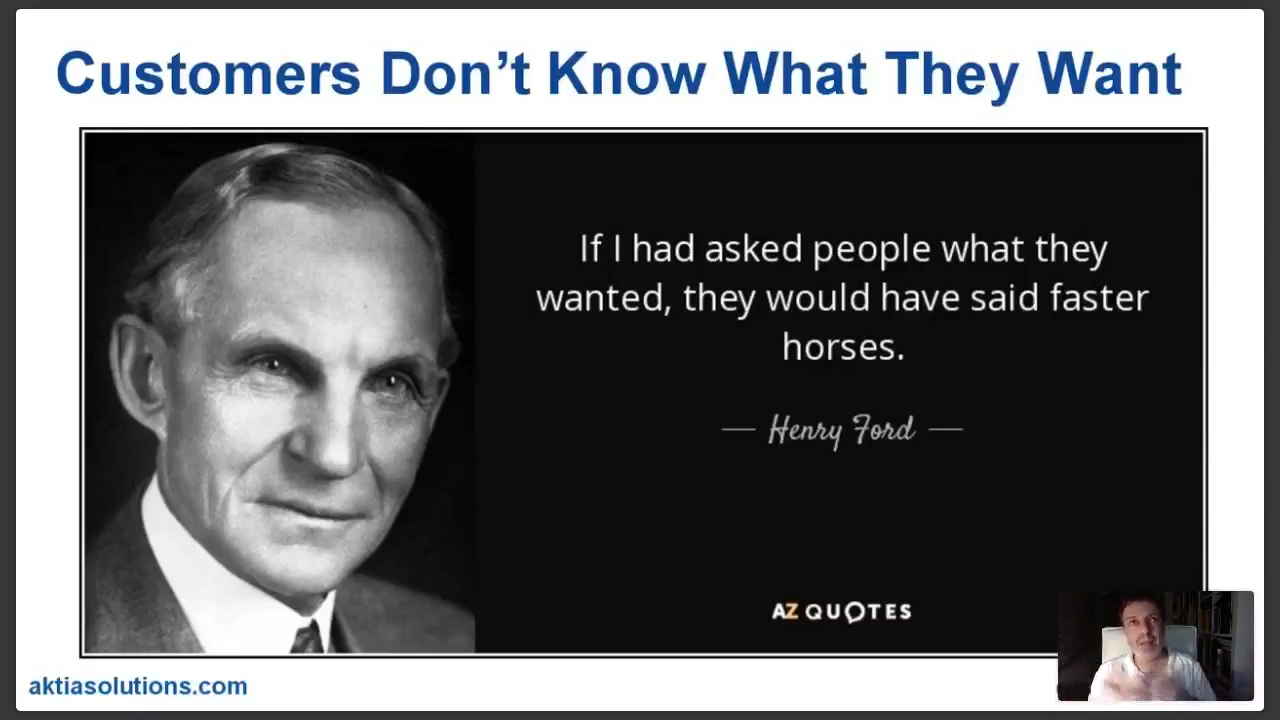 Customers Don’t Know What They Want
If I had asked people what they
wanted, they would have said faster
horses.
— Henry Ford —
AZ QUOTES
aktiasolutions.com